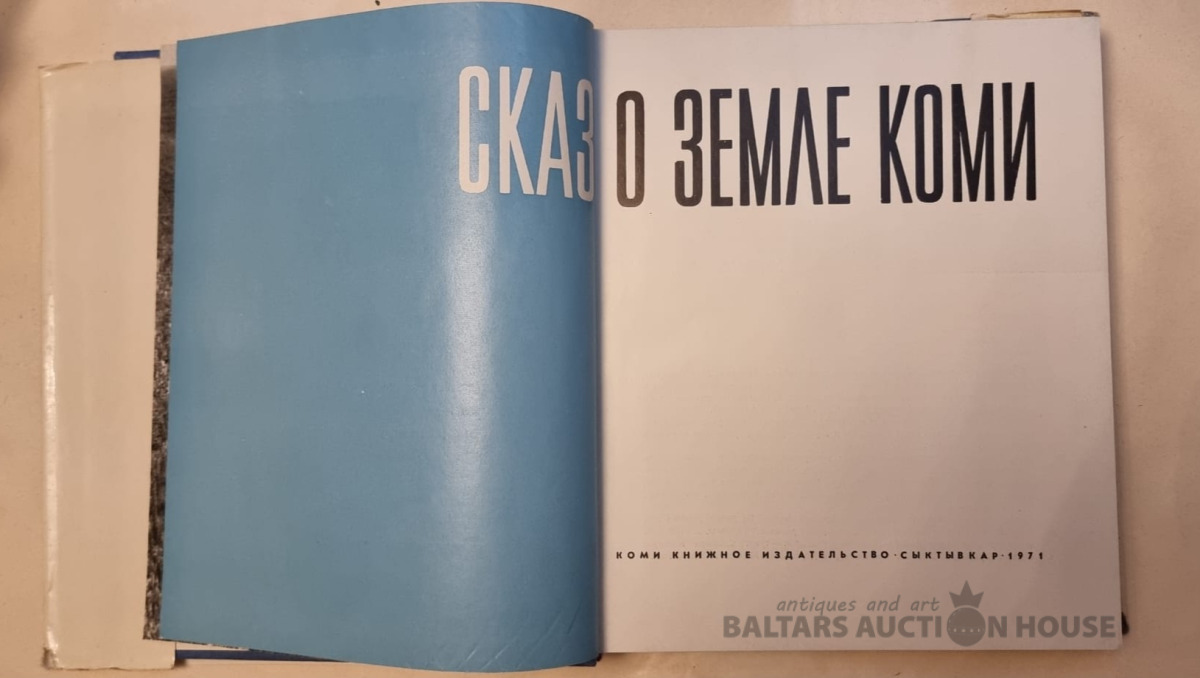 СКАЗ О ЗЕМЛЕ КОМИ
КОМИ КНИЖНОЕ ИЗДАТЕЛЬСТВО · СЫКТЫВКАР · 1971
antiques and art
BALTARS AUCTION HOUSE